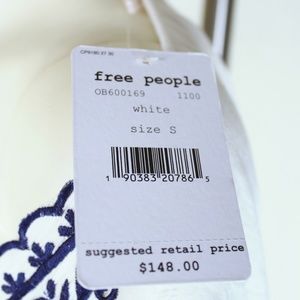 free people
OB600169 1100
white
size S
1 90383 20786 5
suggested retail price
$148.00